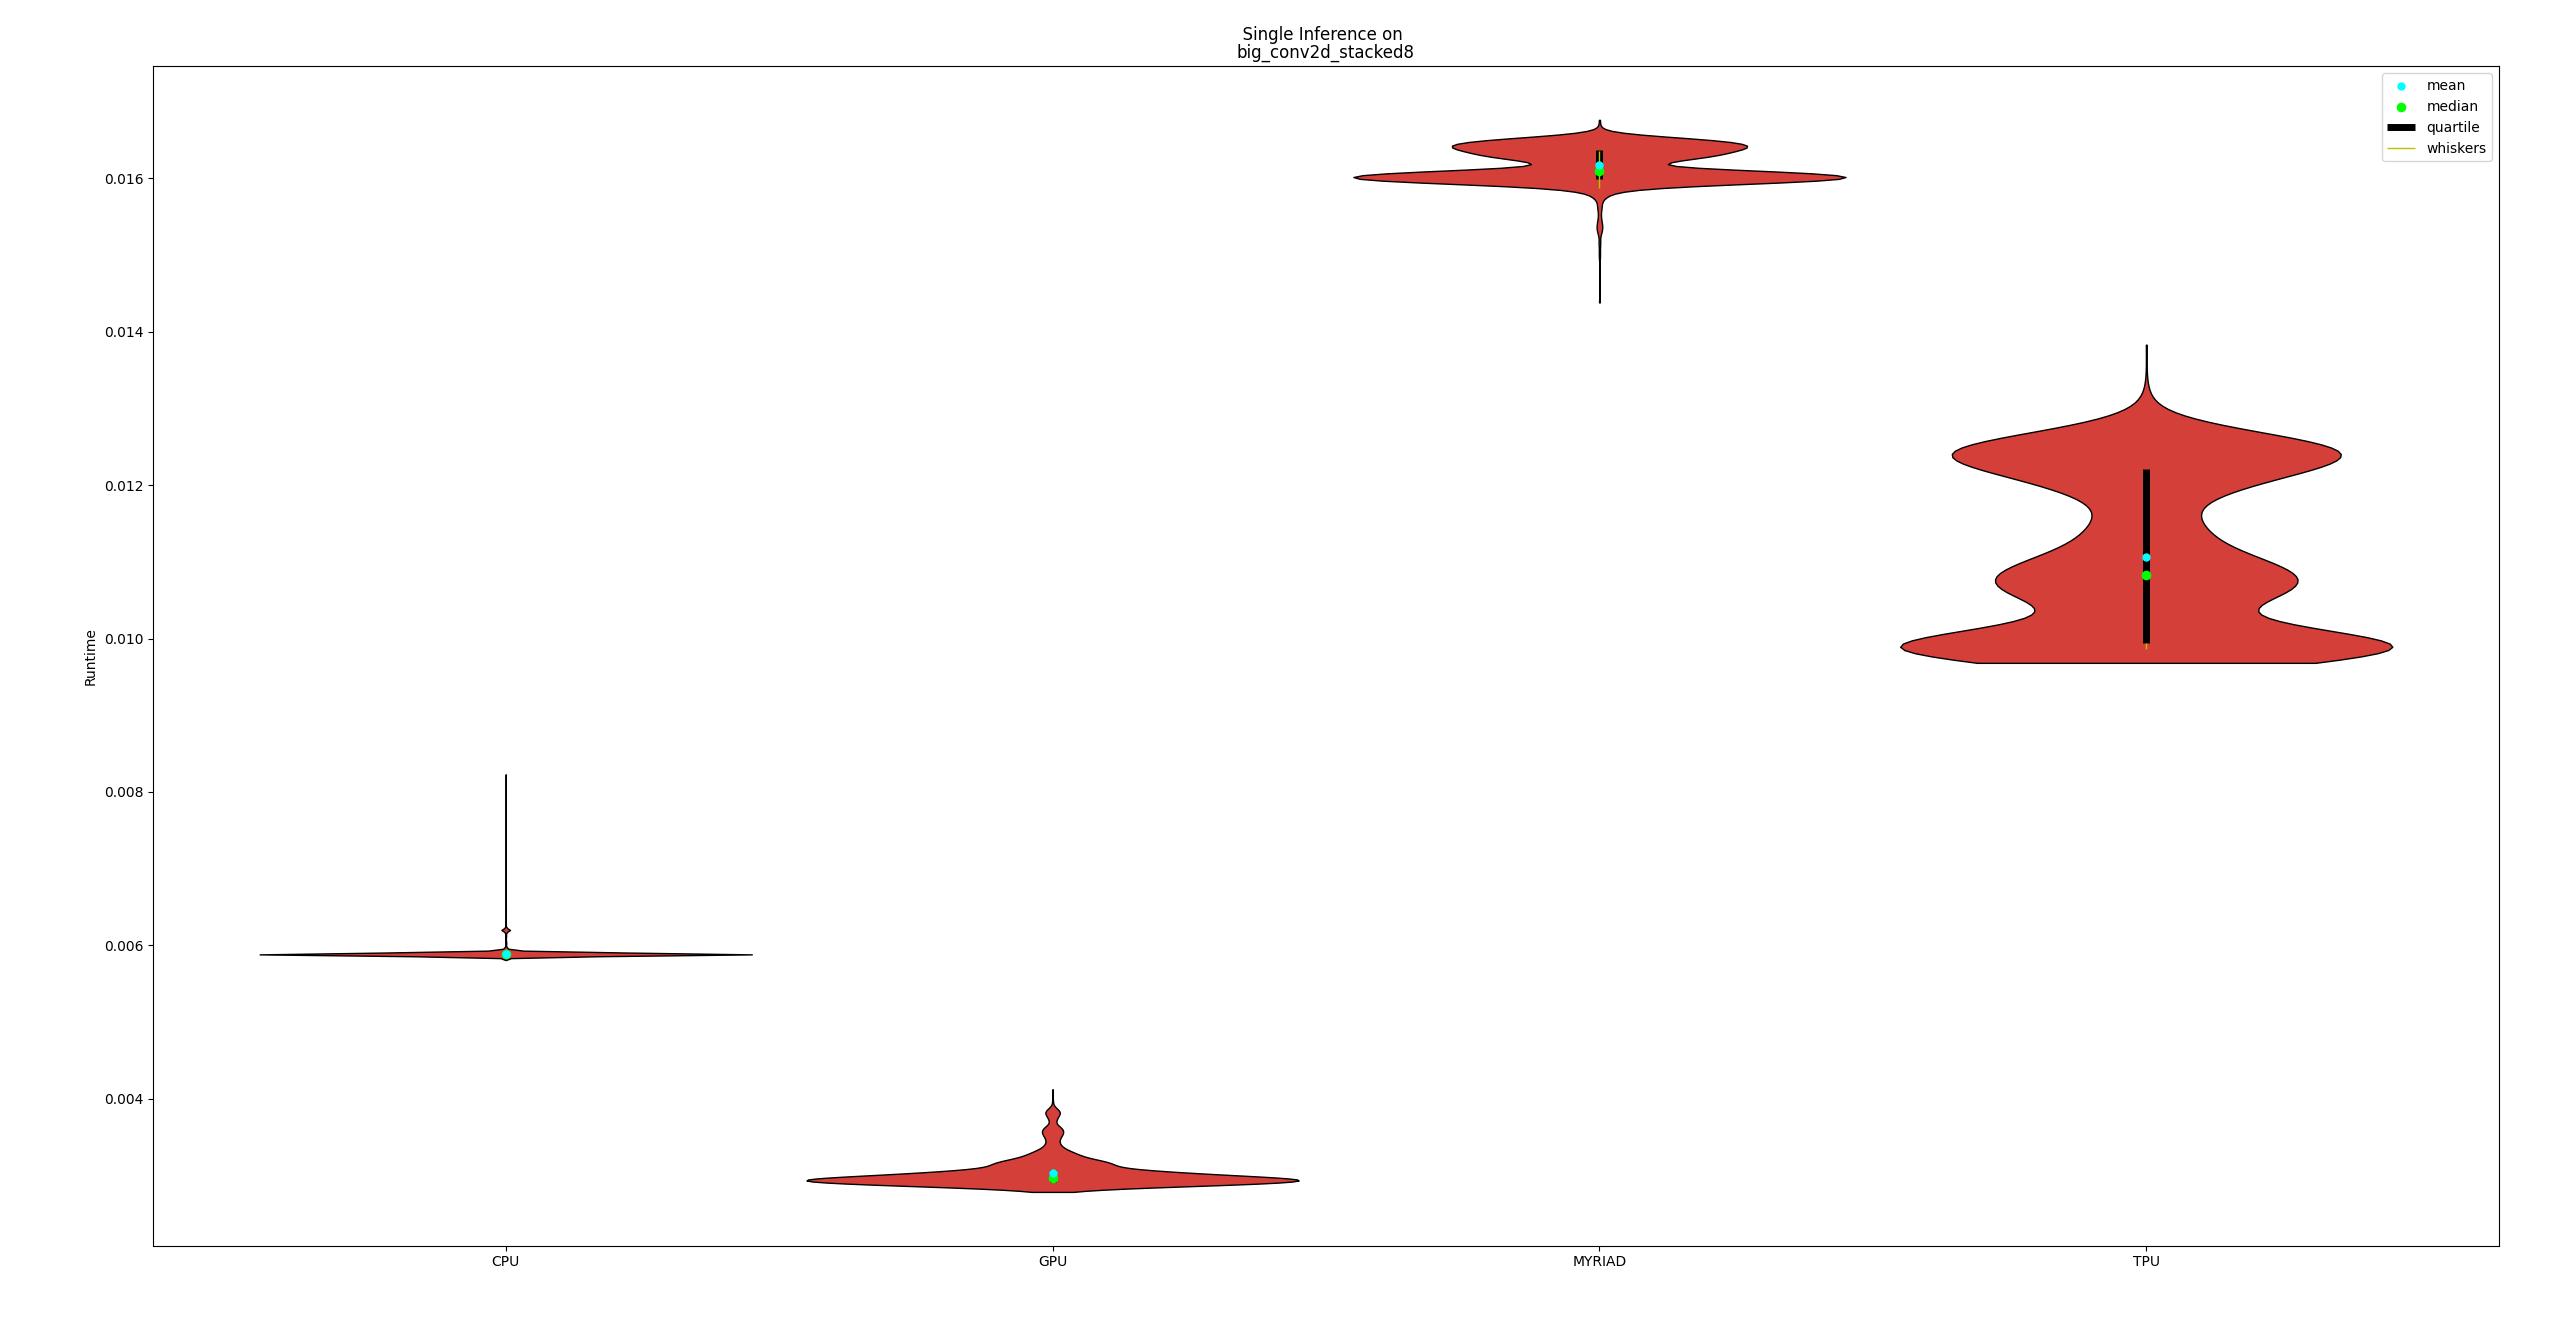 Single Inference on
big_conv2d_stacked8
mean
median
quartile
whiskers
0.016
0.014
0.012
0.010
0.008
0.006
0.004
Runtime
CPU
GPU
MYRIAD
TPU